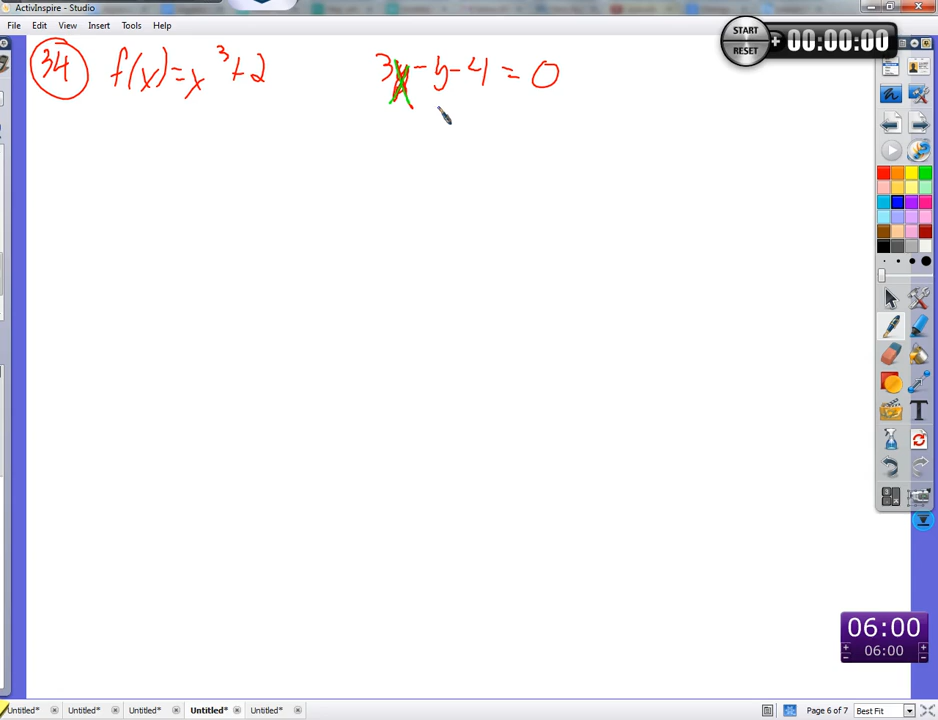 ActivInspire - Studio
File Edit View Insert Tools Help
START
RESET
00:00:00
34 f(x)=x³+2 3x-y-4=0
T
06:00
06:00
Untitled* Untitled* Untitled* Untitled* Untitled* Page 6 of 7 Best Fit